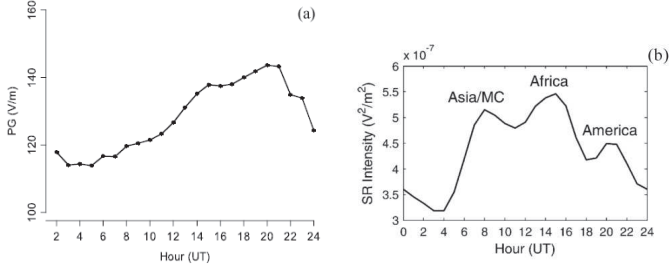 (a)
160
140
120
100
PG (V/m)
2 4 6 8 10 12 14 16 18 20 22 24
Hour (UT)
x 10⁻⁷
(b)
6
5.5
5
4.5
4
3.5
3
SR Intensity (V²/m²)
Asia/MC
Africa
America
0 2 4 6 8 10 12 14 16 18 20 22 24
Hour (UT)